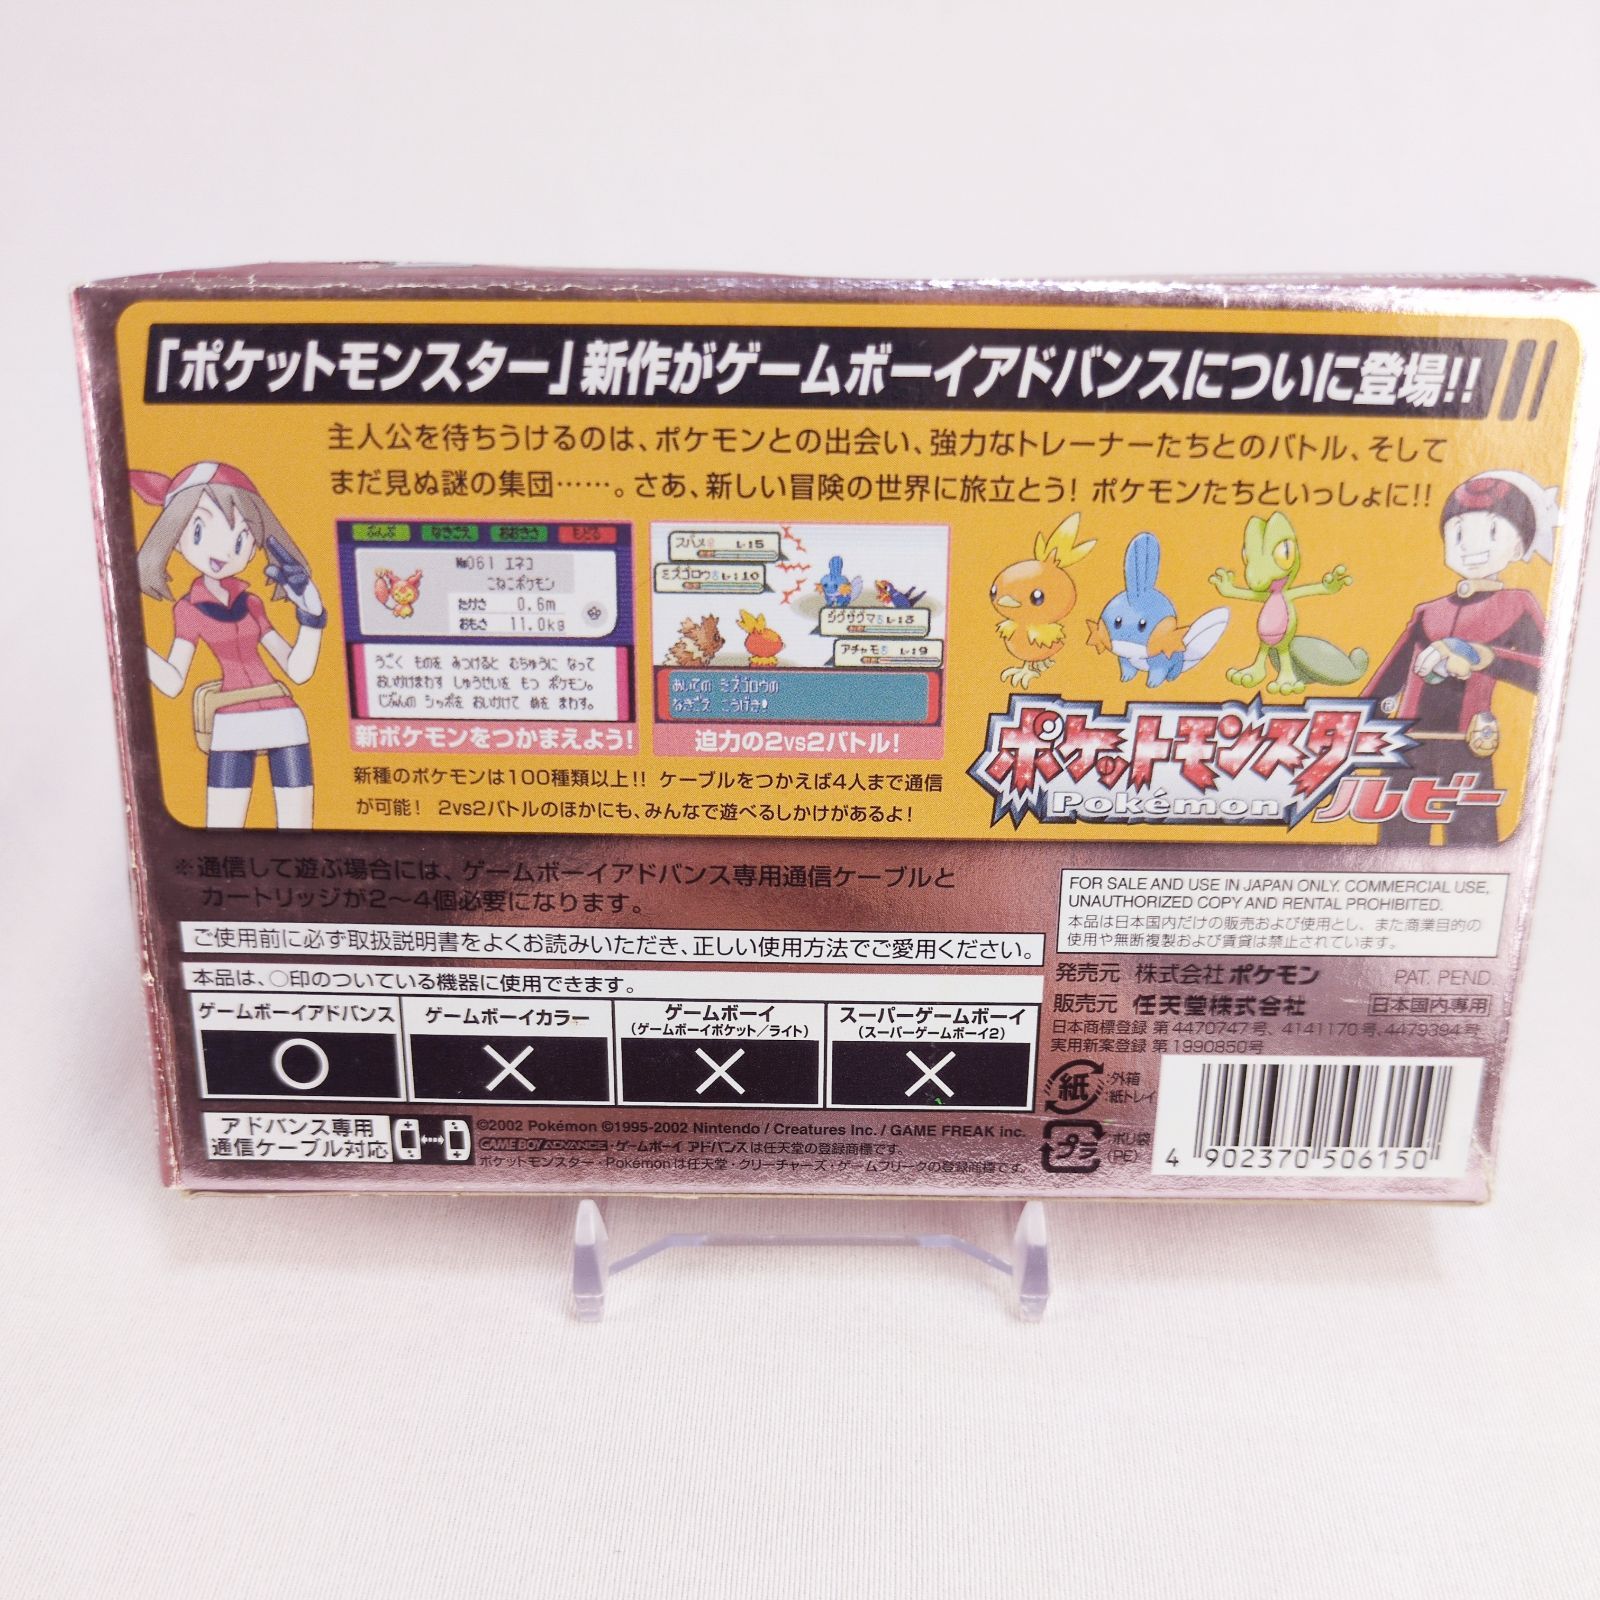 「ポケットモンスター」新作がゲームボーイアドバンスについに登場!!
主人公を待ちうけるのは、ポケモンとの出会い、強力なトレーナーたちとのバトル、そして
まだ見ぬ謎の集団……。さあ、新しい冒険の世界に旅立とう! ポケモンたちといっしょに!!
ぶんぷ なきごえ おおきさ もどる
No061 エネコ
こねこポケモン
たかさ 0.6m
おもさ 11.0kg
うごく ものを みつけると むちゅうに なって
おいかけまわす しゅうせいを もつ ポケモン。
じぶんの シッポを おいかけて めを まわす。
新ポケモンをつかまえよう!
スバメ♀ Lv15
ミズゴロウ♂ Lv10
ジグザグマ♂ Lv13
アチャモ♂ Lv19
あいての ミズゴロウの
なきごえ こうげき!
迫力の2vs2バトル!
新種のポケモンは100種類以上!! ケーブルをつかえば4人まで通信
が可能! 2vs2バトルのほかにも、みんなで遊べるしかけがあるよ!
ポケットモンスター®
Pokémon
ルビー
※通信して遊ぶ場合には、ゲームボーイアドバンス専用通信ケーブルと
カートリッジが2～4個必要になります。
ご使用前に必ず取扱説明書をよくお読みいただき、正しい使用方法でご愛用ください。
本品は、○印のついている機器に使用できます。
ゲームボーイアドバンス ゲームボーイカラー ゲームボーイ スーパーゲームボーイ
(ゲームボーイポケット／ライト) (スーパーゲームボーイ2)
○ × × ×
アドバンス専用
通信ケーブル対応
©2002 Pokémon ©1995-2002 Nintendo / Creatures Inc. / GAME FREAK inc.
GAME BOY ADVANCE・ゲームボーイ アドバンスは任天堂の登録商標です。
ポケットモンスター・Pokémonは任天堂・クリーチャーズ・ゲームフリークの登録商標です。
FOR SALE AND USE IN JAPAN ONLY. COMMERCIAL USE,
UNAUTHORIZED COPY AND RENTAL PROHIBITED.
本品は日本国内だけの販売および使用とし、また商業目的の
使用や無断複製および賃貸は禁止されています。
発売元 株式会社 ポケモン PAT. PEND.
販売元 任天堂株式会社 日本国内専用
日本商標登録 第4470747号、4141170号、4479394号
実用新案登録 第1990850号
紙 :外箱
:紙トレイ
プラ :ポリ袋
(PE)
4 902370 506150